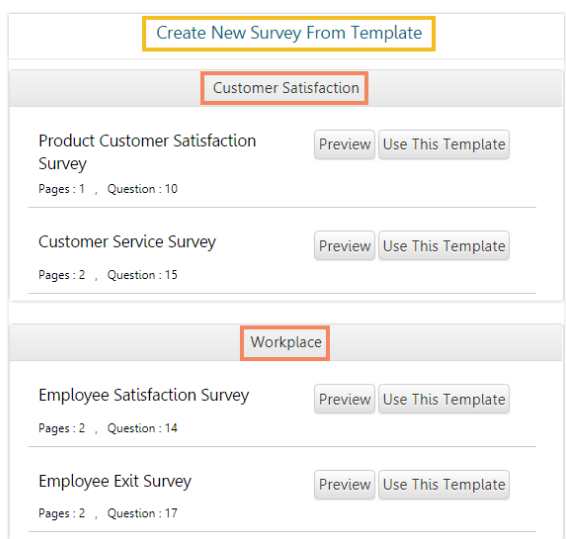 Create New Survey From Template
Customer Satisfaction
Product Customer Satisfaction
Survey
Preview Use This Template
Pages : 1 , Question : 10
Customer Service Survey
Preview Use This Template
Pages : 2 , Question : 15
Workplace
Employee Satisfaction Survey
Preview Use This Template
Pages : 2 , Question : 14
Employee Exit Survey
Preview Use This Template
Pages : 2 , Question : 17